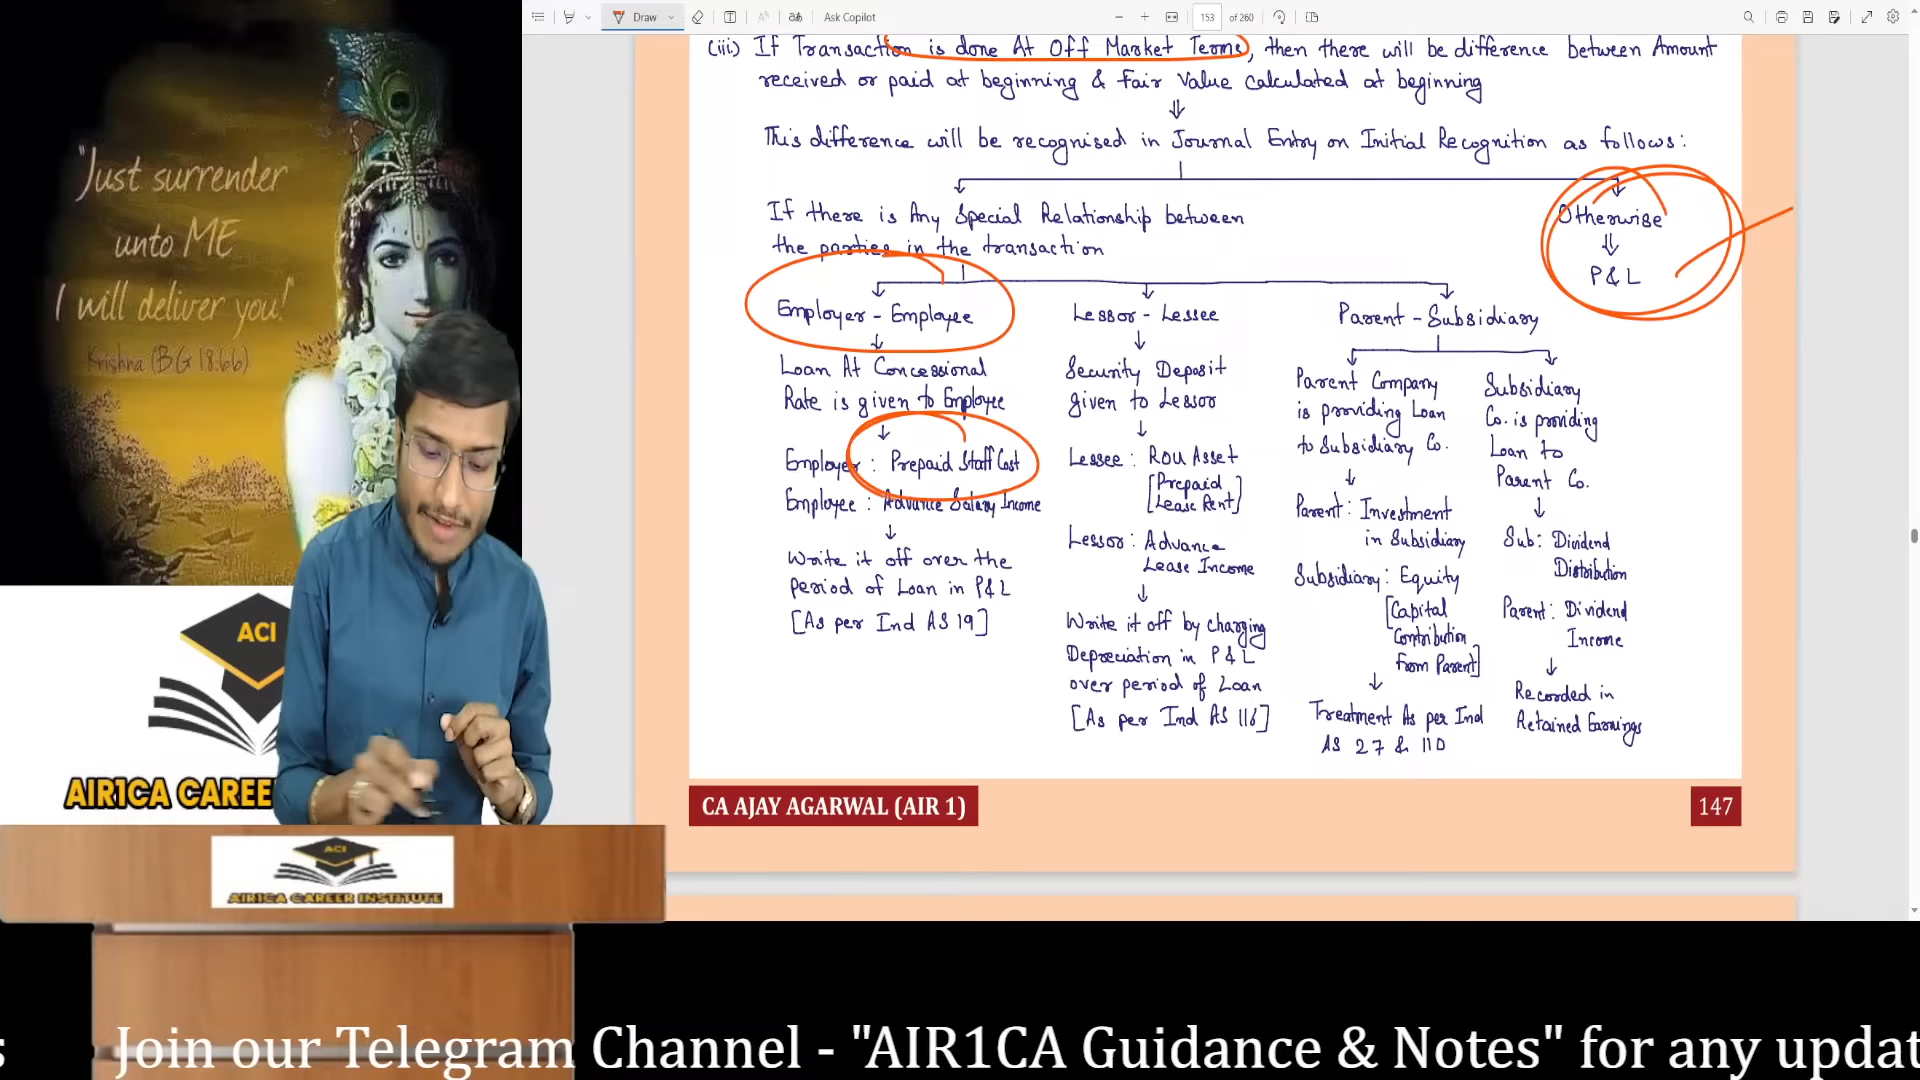 Draw
Ask Copilot
153 of 260
(iii) If Transaction is done At Off Market Terms, then there will be difference between Amount
received or paid at beginning & Fair Value calculated at beginning
This difference will be recognised in Journal Entry on Initial Recognition as follows:
If there is Any Special Relationship between
the parties in the transaction
Otherwise
P & L
Employer - Employee
Loan At Concessional
Rate is given to Employee
Employer : Prepaid Staff Cost
Employee : Advance Salary Income
Write it off over the
period of Loan in P&L
[As per Ind AS 19]
Lessor - Lessee
Security Deposit
given to Lessor
Lessee : ROU Asset
[Prepaid
Lease Rent]
Lessor : Advance
Lease Income
Write it off by charging
Depreciation in P & L
over period of Loan
[As per Ind AS 116]
Parent - Subsidiary
Parent Company
is providing Loan
to Subsidiary Co.
Parent : Investment
in Subsidiary
Subsidiary : Equity
[Capital
Contribution
from Parent]
Treatment As per Ind
AS 27 & 110
Subsidiary
Co. is providing
Loan to
Parent Co.
Sub : Dividend
Distribution
Parent : Dividend
Income
Recorded in
Retained Earnings
CA AJAY AGARWAL (AIR 1)
147
"Just surrender
unto ME
I will deliver you!"
- Krishna (B.G 18.66)
ACI
AIR1CA CAREE
ACI
AIR1CA CAREER INSTITUTE
s Join our Telegram Channel - "AIR1CA Guidance & Notes" for any updat